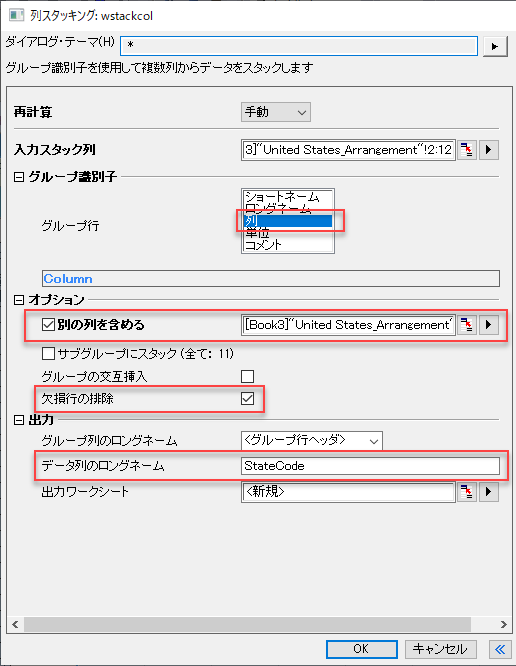 列スタッキング: wstackcol
ダイアログ・テーマ(H) *
グループ識別子を使用して複数列からデータをスタックします
再計算 手動
入力スタック列 3]"United States_Arrangement"!2:12
グループ識別子
ショートネーム
ロングネーム
グループ行 列
単位
コメント
Column
オプション
別の列を含める [Book3]"United States_Arrangement"
サブグループにスタック(全て: 11)
グループの交互挿入
欠損行の排除
出力
グループ列のロングネーム <グループ行ヘッダ>
データ列のロングネーム StateCode
出力ワークシート <新規>
OK キャンセル